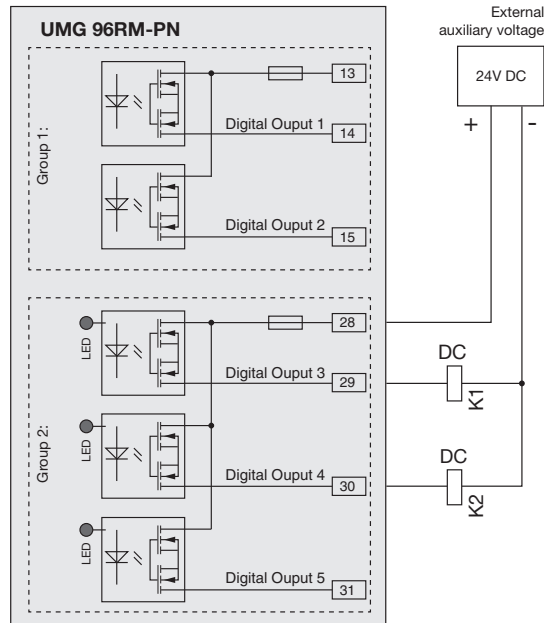 External
auxiliary voltage
UMG 96RM-PN
24V DC
+
-
Group 1:
13
Digital Ouput 1
14
Digital Ouput 2
15
Group 2:
LED
28
Digital Ouput 3
29
DC
K1
LED
Digital Ouput 4
30
DC
K2
LED
Digital Ouput 5
31